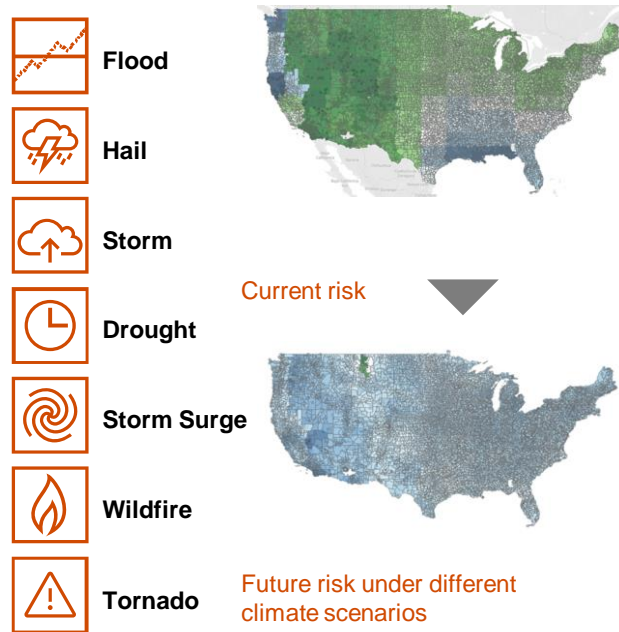 Flood
Hail
Storm
Current risk
Drought
Storm Surge
Wildfire
Tornado
Future risk under different
climate scenarios